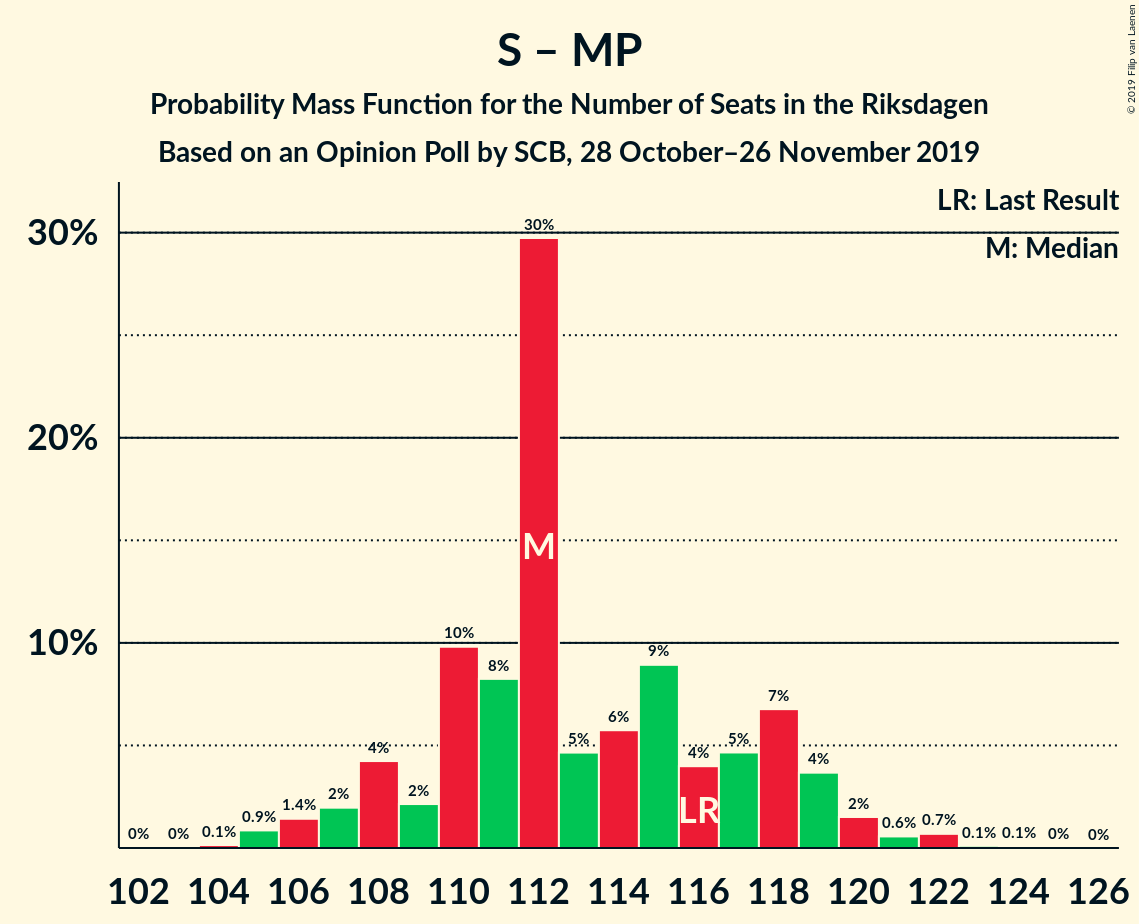 S – MP
Probability Mass Function for the Number of Seats in the Riksdagen
Based on an Opinion Poll by SCB, 28 October–26 November 2019
© 2019 Filip van Laenen
LR: Last Result
M: Median
30%
20%
10%
0% 0% 0.1% 0.9% 1.4% 2% 4% 2% 10% 8% 30% 5% 6% 9% 4% 5% 7% 4% 2% 0.6% 0.7% 0.1% 0.1% 0% 0%
M
LR
102 104 106 108 110 112 114 116 118 120 122 124 126